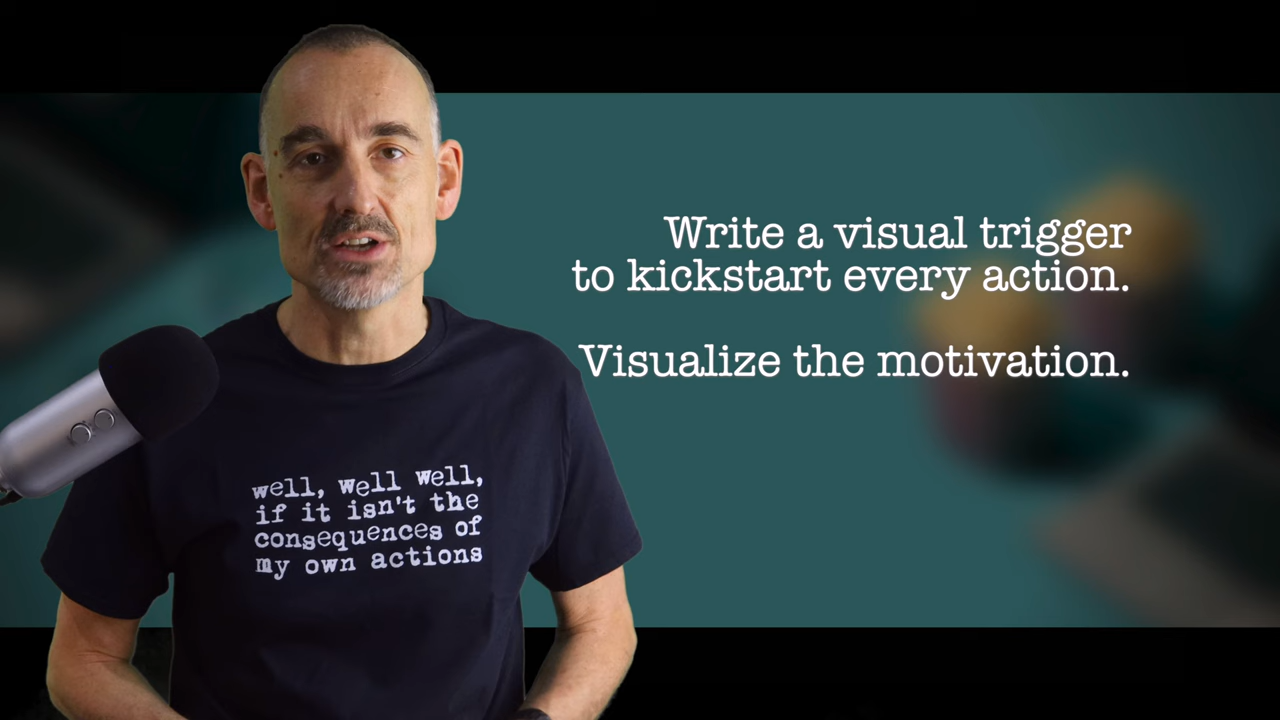 Write a visual trigger
to kickstart every action.
Visualize the motivation.
well, well well,
if it isn't the
consequences of
my own actions